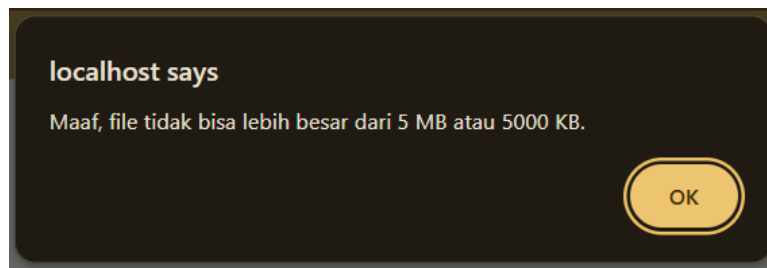 localhost says
Maaf, file tidak bisa lebih besar dari 5 MB atau 5000 KB.
OK